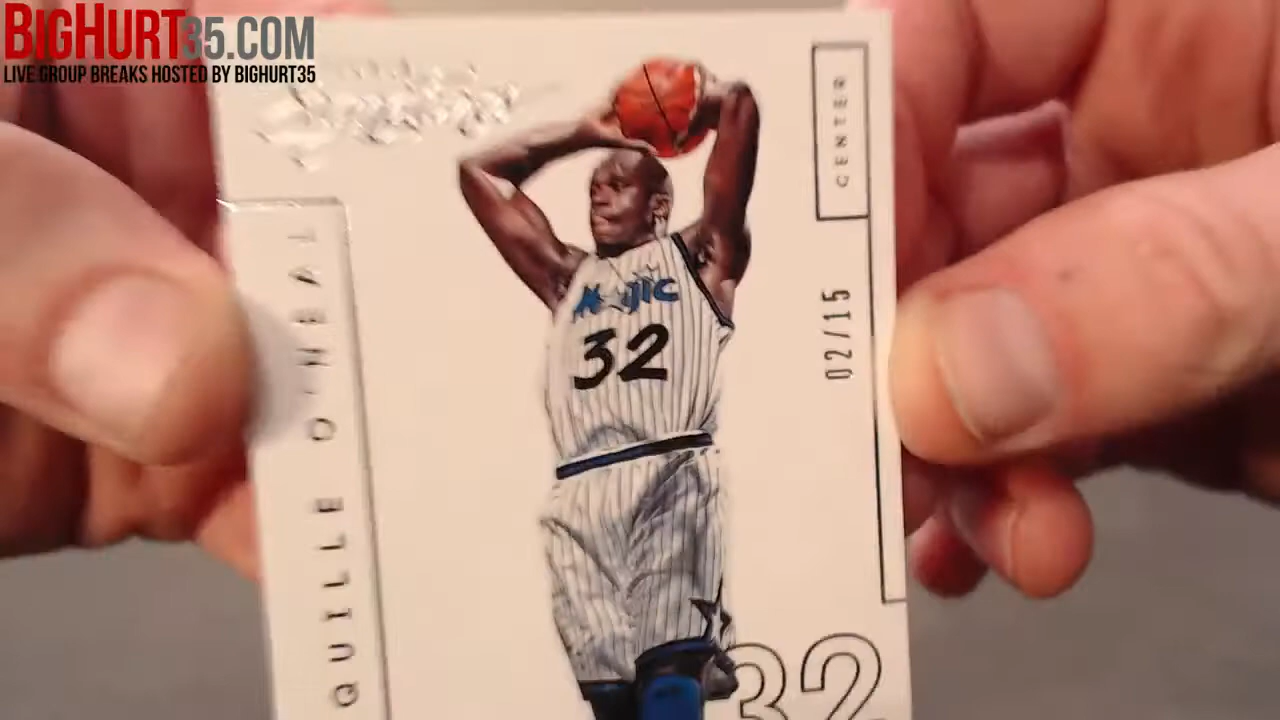 BIGHURT35.COM
LIVE GROUP BREAKS HOSTED BY BIGHURT35
CENTER
02/15
QUILLE O'NEAL
Magic
32
32